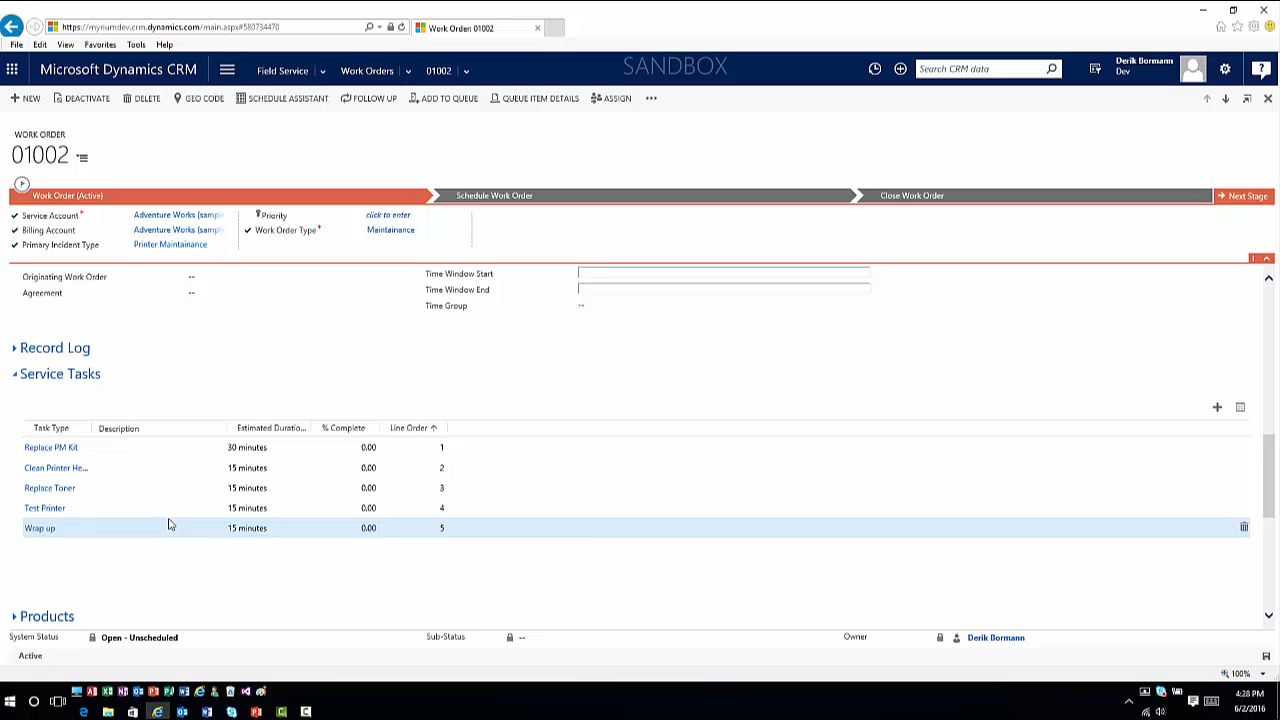 https://myriumdev.crm.dynamics.com/main.aspx#580734470
Work Order: 01002
File Edit View Favorites Tools Help
Microsoft Dynamics CRM
Field Service
Work Orders
01002
SANDBOX
Search CRM data
Derik Bormann
Dev
NEW
DEACTIVATE
DELETE
GEO CODE
SCHEDULE ASSISTANT
FOLLOW UP
ADD TO QUEUE
QUEUE ITEM DETAILS
ASSIGN
WORK ORDER
01002
Work Order (Active)
Schedule Work Order
Close Work Order
Next Stage
Service Account* Adventure Works (samp
Priority click to enter
Billing Account Adventure Works (samp
Work Order Type* Maintainance
Primary Incident Type Printer Maintainance
Originating Work Order --
Time Window Start
Agreement --
Time Window End
Time Group --
Record Log
Service Tasks
Task Type Description Estimated Duratio... % Complete Line Order
Replace PM Kit 30 minutes 0.00 1
Clean Printer He... 15 minutes 0.00 2
Replace Toner 15 minutes 0.00 3
Test Printer 15 minutes 0.00 4
Wrap up 15 minutes 0.00 5
Products
System Status Open - Unscheduled
Sub-Status --
Owner Derik Bormann
Active
100%
4:28 PM
6/2/2016